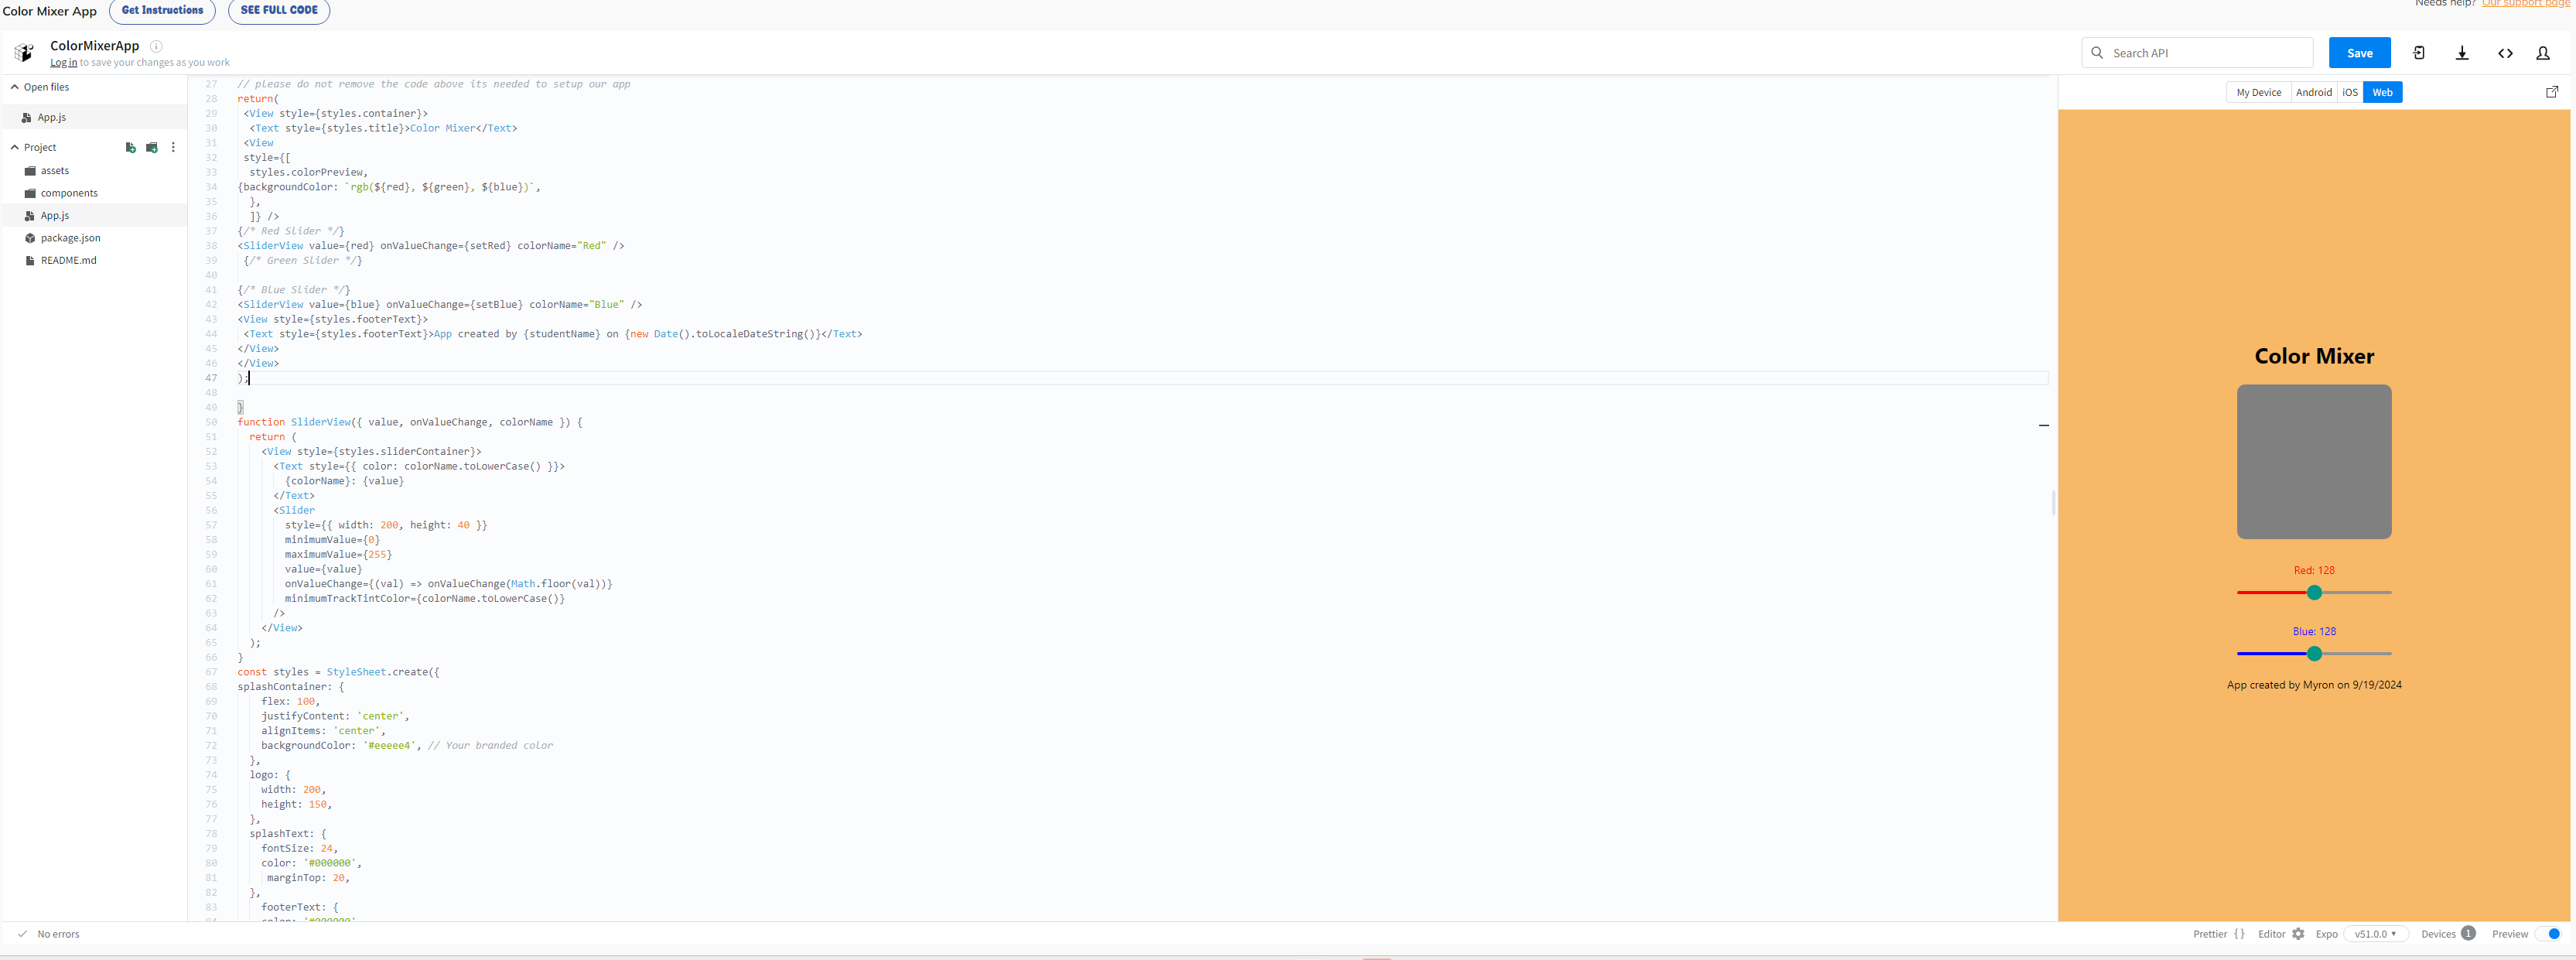 Color Mixer App
Get Instructions
SEE FULL CODE
Needs help? Our support page
ColorMixerApp
Log in to save your changes as you work
Search API
Save
Open files
App.js
Project
assets
components
App.js
package.json
README.md
27 // please do not remove the code above its needed to setup our app
28 return(
29 <View style={styles.container}>
30 <Text style={styles.title}>Color Mixer</Text>
31 <View
32 style={[
33 styles.colorPreview,
34 {backgroundColor: `rgb(${red}, ${green}, ${blue})`,
35 },
36 ]} />
37 {/* Red Slider */}
38 <SliderView value={red} onValueChange={setRed} colorName="Red" />
39 {/* Green Slider */}
40
41 {/* Blue Slider */}
42 <SliderView value={blue} onValueChange={setBlue} colorName="Blue" />
43 <View style={styles.footerText}>
44 <Text style={styles.footerText}>App created by {studentName} on {new Date().toLocaleDateString()}</Text>
45 </View>
46 </View>
47 );
48
49 }
50 function SliderView({ value, onValueChange, colorName }) {
51 return (
52 <View style={styles.sliderContainer}>
53 <Text style={{ color: colorName.toLowerCase() }}>
54 {colorName}: {value}
55 </Text>
56 <Slider
57 style={{ width: 200, height: 40 }}
58 minimumValue={0}
59 maximumValue={255}
60 value={value}
61 onValueChange={(val) => onValueChange(Math.floor(val))}
62 minimumTrackTintColor={colorName.toLowerCase()}
63 />
64 </View>
65 );
66 }
67 const styles = StyleSheet.create({
68 splashContainer: {
69 flex: 100,
70 justifyContent: 'center',
71 alignItems: 'center',
72 backgroundColor: '#eeeee4', // Your branded color
73 },
74 logo: {
75 width: 200,
76 height: 150,
77 },
78 splashText: {
79 fontSize: 24,
80 color: '#000000',
81 marginTop: 20,
82 },
83 footerText: {
84 color: '#000000'
My Device
Android
iOS
Web
Color Mixer
Red: 128
Blue: 128
App created by Myron on 9/19/2024
No errors
Prettier {}
Editor
Expo
v51.0.0
Devices 1
Preview